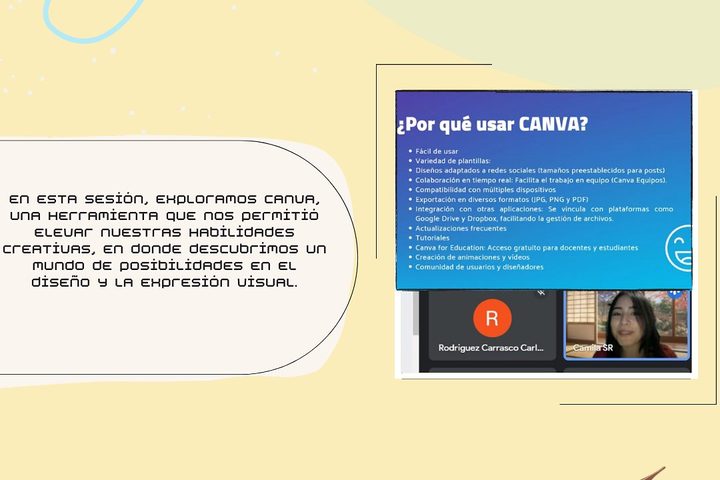 EN ESTA SESIÓN, EXPLORAMOS CANVA,
UNA HERRAMIENTA QUE NOS PERMITIÓ
ELEVAR NUESTRAS HABILIDADES
CREATIVAS, EN DONDE DESCUBRIMOS UN
MUNDO DE POSIBILIDADES EN EL
DISEÑO Y LA EXPRESIÓN VISUAL.
¿Por qué usar CANVA?
• Fácil de usar
• Variedad de plantillas:
• Diseños adaptados a redes sociales (tamaños preestablecidos para posts)
• Colaboración en tiempo real: Facilita el trabajo en equipo (Canva Equipos).
• Compatibilidad con múltiples dispositivos
• Exportación en diversos formatos (JPG, PNG y PDF)
• Integración con otras aplicaciones: Se vincula con plataformas como
Google Drive y Dropbox, facilitando la gestión de archivos.
• Actualizaciones frecuentes
• Tutoriales
• Canva for Education: Acceso gratuito para docentes y estudiantes
• Creación de animaciones y videos
• Comunidad de usuarios y diseñadores
R
Rodriguez Carrasco Carl...
Camila SR